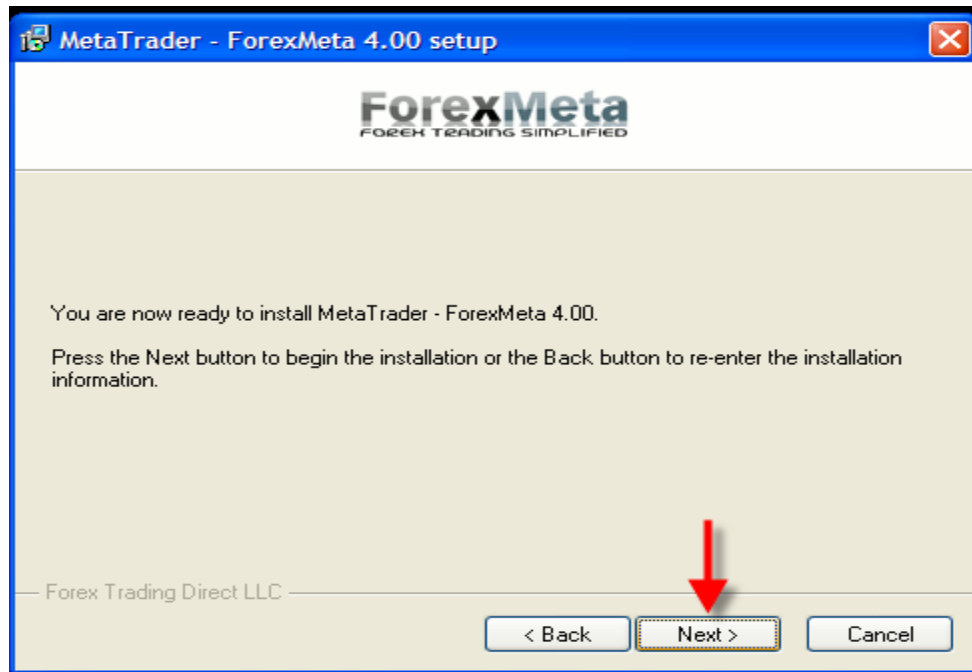 MetaTrader - ForexMeta 4.00 setup
ForexMeta
FOREX TRADING SIMPLIFIED
You are now ready to install MetaTrader - ForexMeta 4.00.
Press the Next button to begin the installation or the Back button to re-enter the installation
information.
Forex Trading Direct LLC
< Back Next > Cancel